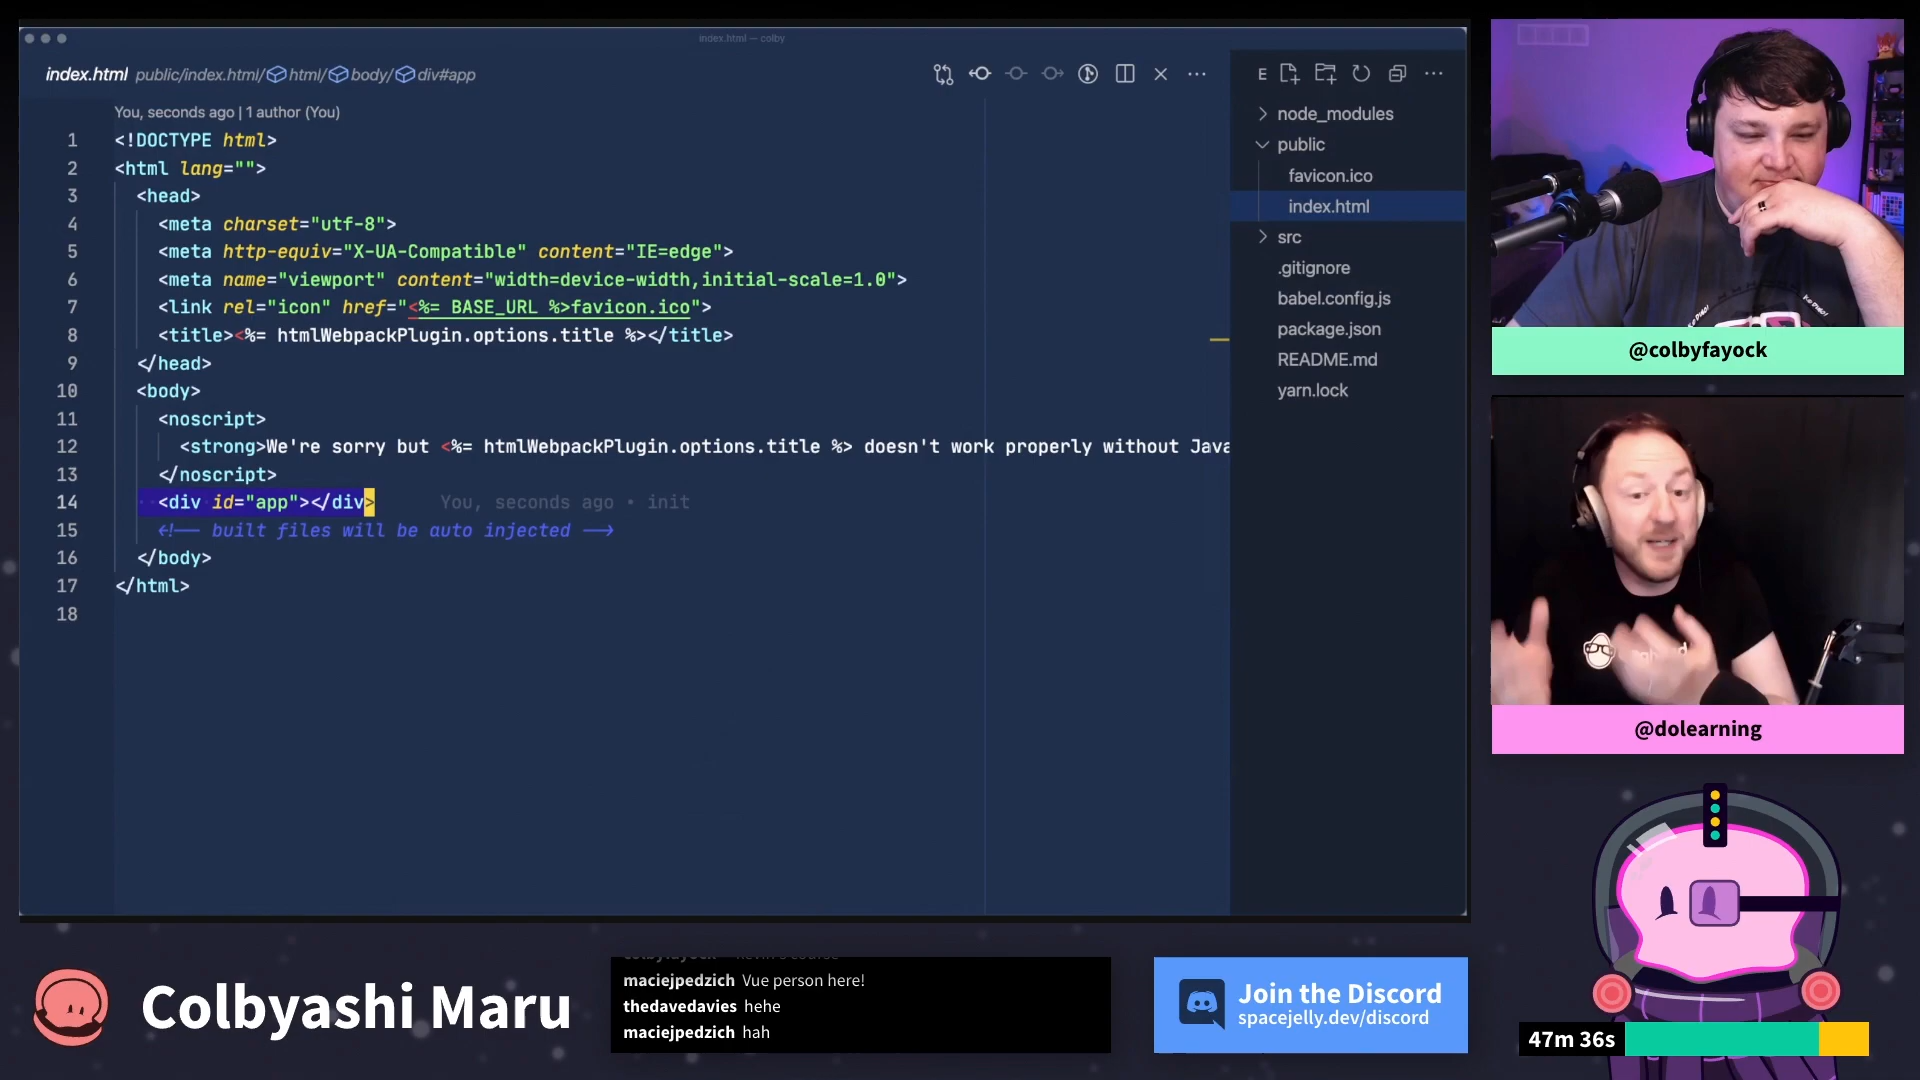 index.html — colby
index.html public/index.html/html/body/div#app
You, seconds ago | 1 author (You)
1 <!DOCTYPE html>
2 <html lang="">
3 <head>
4 <meta charset="utf-8">
5 <meta http-equiv="X-UA-Compatible" content="IE=edge">
6 <meta name="viewport" content="width=device-width,initial-scale=1.0">
7 <link rel="icon" href="<%= BASE_URL %>favicon.ico">
8 <title><%= htmlWebpackPlugin.options.title %></title>
9 </head>
10 <body>
11 <noscript>
12 <strong>We're sorry but <%= htmlWebpackPlugin.options.title %> doesn't work properly without Java
13 </noscript>
14 <div id="app"></div> You, seconds ago • init
15 <!-- built files will be auto injected -->
16 </body>
17 </html>
18
E
node_modules
public
favicon.ico
index.html
src
.gitignore
babel.config.js
package.json
README.md
yarn.lock
@colbyfayock
@dolearning
Colbyashi Maru
maciejpedzich Vue person here!
thedavedavies hehe
maciejpedzich hah
Join the Discord
spacejelly.dev/discord
47m 36s